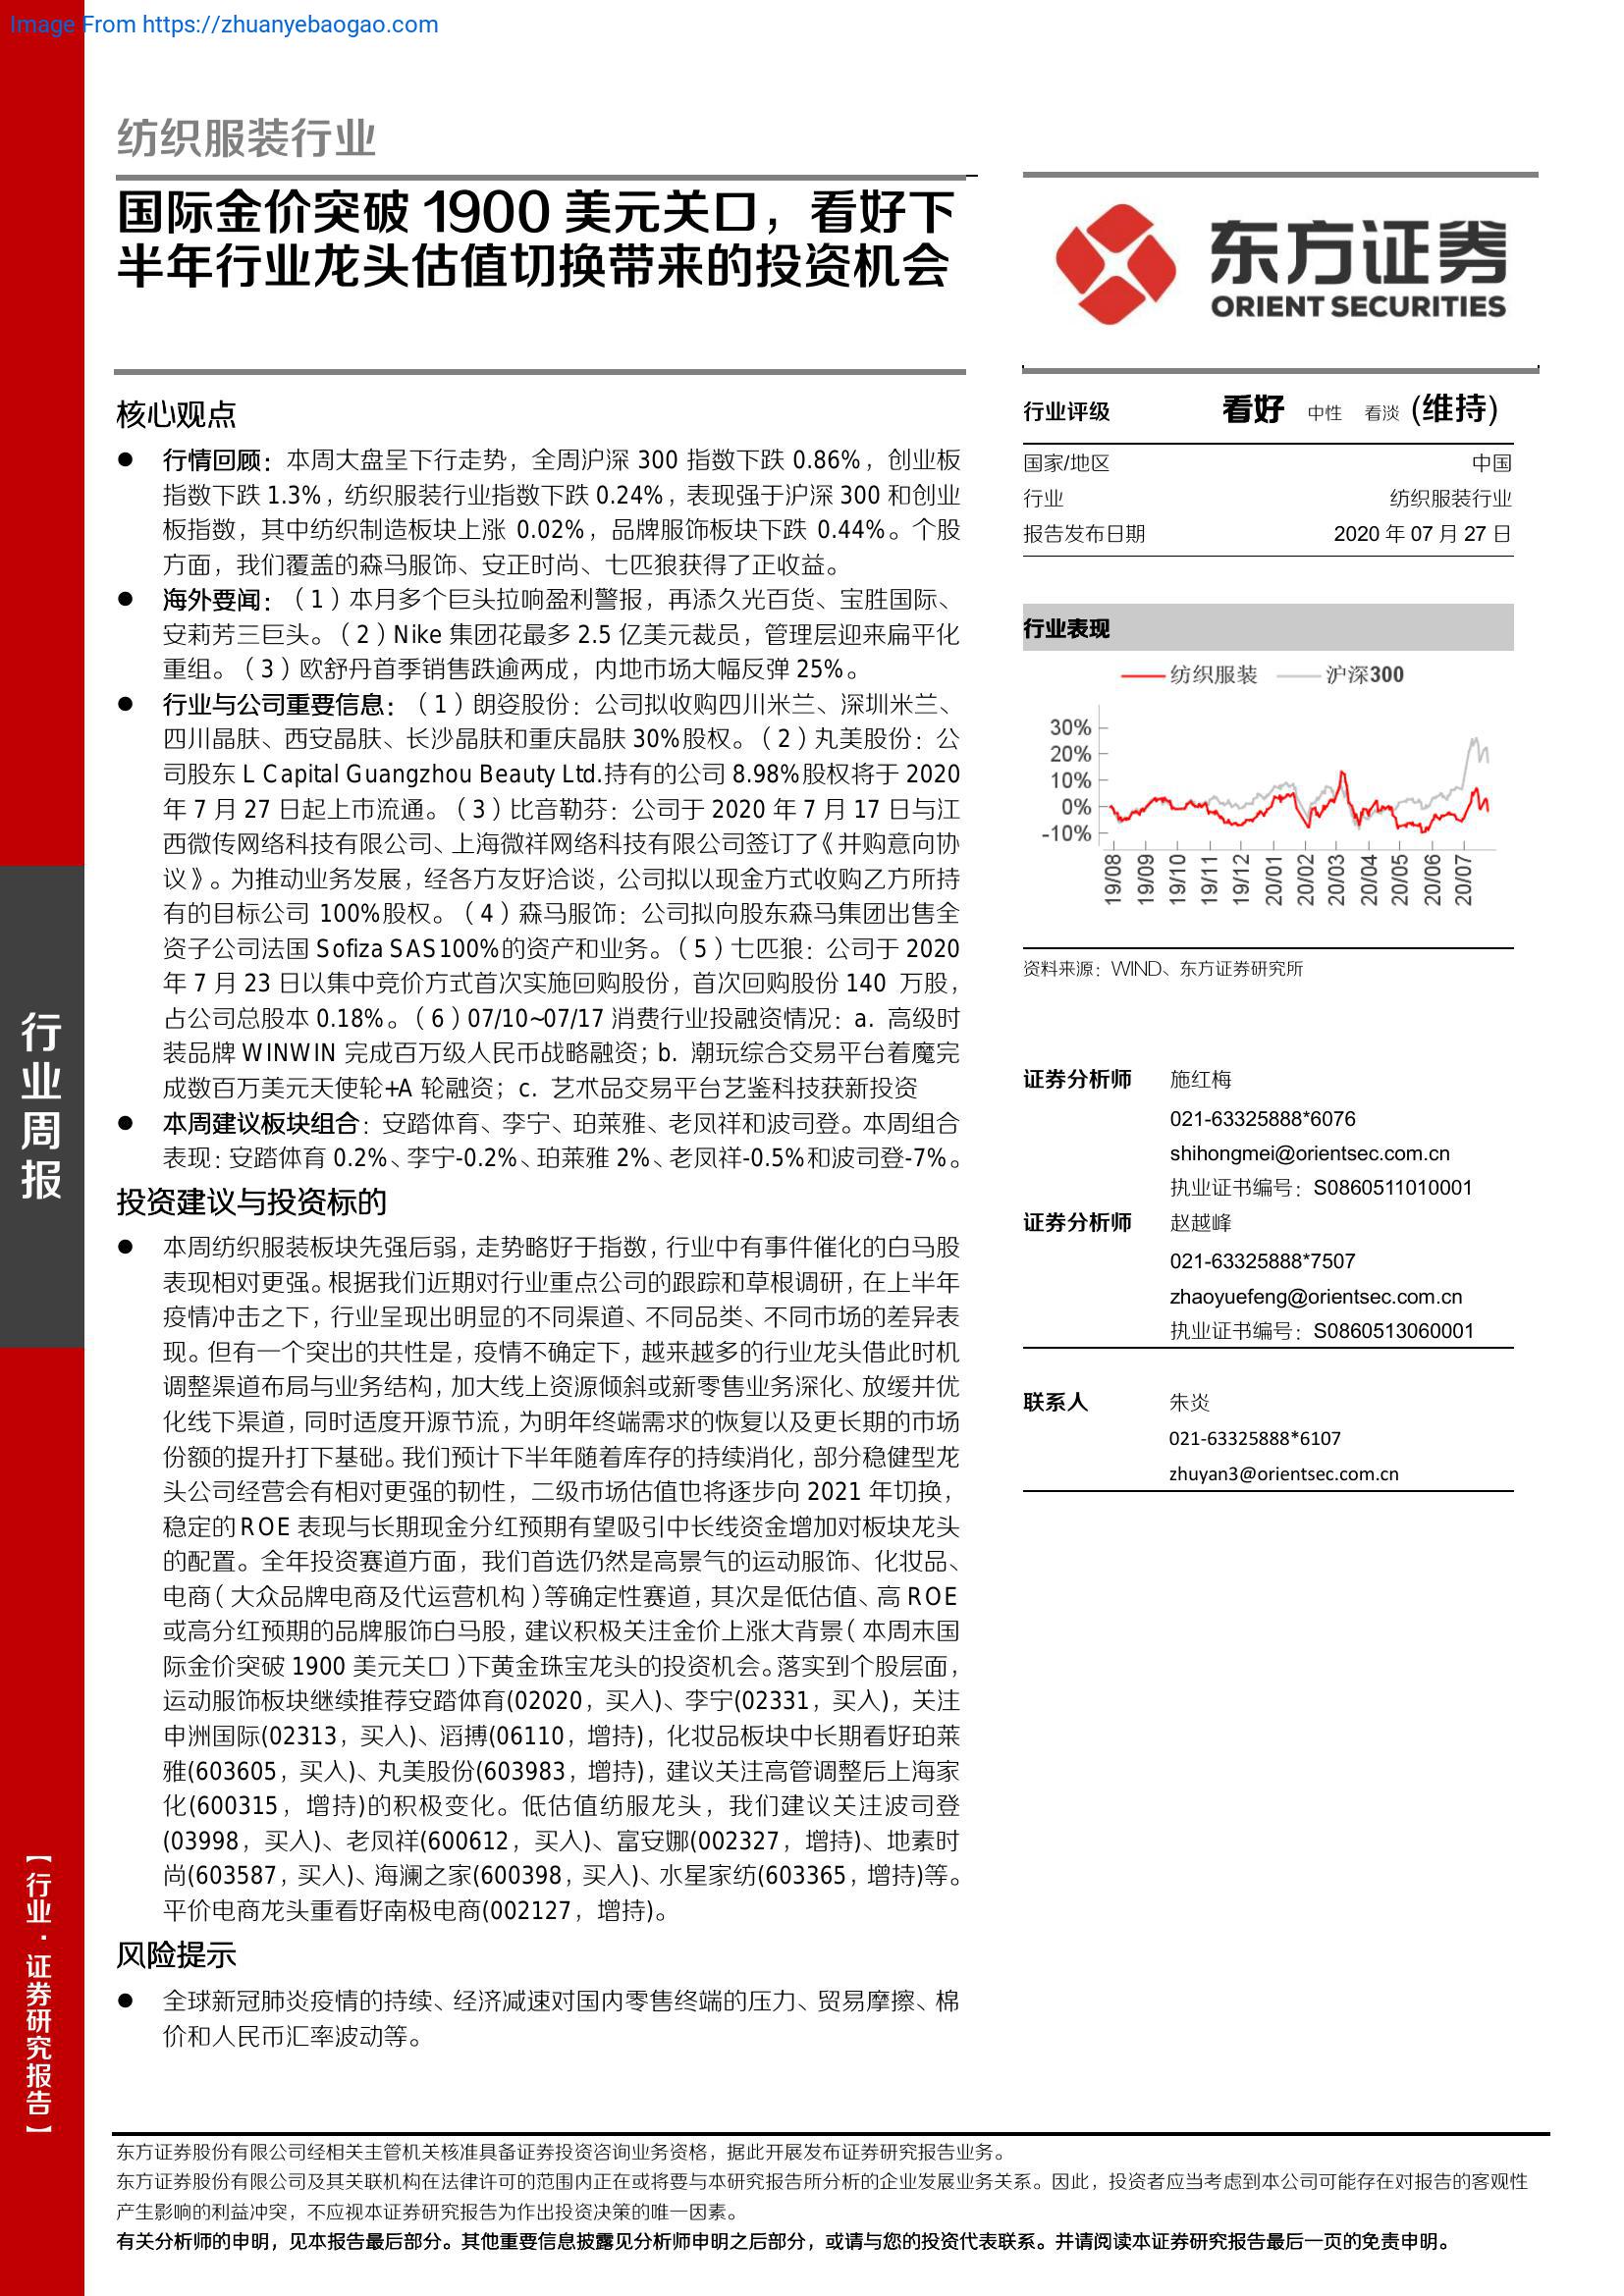 Image From https://zhuanyebaogao.com
纺织服装行业
国际金价突破 1900 美元关口，看好下
半年行业龙头估值切换带来的投资机会
东方证券
ORIENT SECURITIES
核心观点
● 行情回顾：本周大盘呈下行走势，全周沪深 300 指数下跌 0.86%，创业板
指数下跌 1.3%，纺织服装行业指数下跌 0.24%，表现强于沪深 300 和创业
板指数，其中纺织制造板块上涨 0.02%，品牌服饰板块下跌 0.44%。个股
方面，我们覆盖的森马服饰、安正时尚、七匹狼获得了正收益。
● 海外要闻：（1）本月多个巨头拉响盈利警报，再添久光百货、宝胜国际、
安莉芳三巨头。（2）Nike 集团花最多 2.5 亿美元裁员，管理层迎来扁平化
重组。（3）欧舒丹首季销售跌逾两成，内地市场大幅反弹 25%。
● 行业与公司重要信息：（1）朗姿股份：公司拟收购四川米兰、深圳米兰、
四川晶肤、西安晶肤、长沙晶肤和重庆晶肤 30%股权。（2）丸美股份：公
司股东 L Capital Guangzhou Beauty Ltd.持有的公司 8.98%股权将于 2020
年 7 月 27 日起上市流通。（3）比音勒芬：公司于 2020 年 7 月 17 日与江
西微传网络科技有限公司、上海微祥网络科技有限公司签订了《并购意向协
议》。为推动业务发展，经各方友好洽谈，公司拟以现金方式收购乙方所持
有的目标公司 100%股权。（4）森马服饰：公司拟向股东森马集团出售全
资子公司法国 Sofiza SAS100%的资产和业务。（5）七匹狼：公司于 2020
年 7 月 23 日以集中竞价方式首次实施回购股份，首次回购股份 140 万股，
占公司总股本 0.18%。（6）07/10~07/17 消费行业投融资情况：a. 高级时
装品牌 WINWIN 完成百万级人民币战略融资；b. 潮玩综合交易平台着魔完
成数百万美元天使轮+A 轮融资；c. 艺术品交易平台艺鉴科技获新投资
● 本周建议板块组合：安踏体育、李宁、珀莱雅、老凤祥和波司登。本周组合
表现：安踏体育 0.2%、李宁-0.2%、珀莱雅 2%、老凤祥-0.5%和波司登-7%。
投资建议与投资标的
● 本周纺织服装板块先强后弱，走势略好于指数，行业中有事件催化的白马股
表现相对更强。根据我们近期对行业重点公司的跟踪和草根调研，在上半年
疫情冲击之下，行业呈现出明显的不同渠道、不同品类、不同市场的差异表
现。但有一个突出的共性是，疫情不确定下，越来越多的行业龙头借此时机
调整渠道布局与业务结构，加大线上资源倾斜或新零售业务深化、放缓并优
化线下渠道，同时适度开源节流，为明年终端需求的恢复以及更长期的市场
份额的提升打下基础。我们预计下半年随着库存的持续消化，部分稳健型龙
头公司经营会有相对更强的韧性，二级市场估值也将逐步向 2021 年切换，
稳定的 ROE 表现与长期现金分红预期有望吸引中长线资金增加对板块龙头
的配置。全年投资赛道方面，我们首选仍然是高景气的运动服饰、化妆品、
电商（大众品牌电商及代运营机构）等确定性赛道，其次是低估值、高 ROE
或高分红预期的品牌服饰白马股，建议积极关注金价上涨大背景（本周末国
际金价突破 1900 美元关口）下黄金珠宝龙头的投资机会。落实到个股层面，
运动服饰板块继续推荐安踏体育(02020，买入)、李宁(02331，买入)，关注
申洲国际(02313，买入)、滔搏(06110，增持)，化妆品板块中长期看好珀莱
雅(603605，买入)、丸美股份(603983，增持)，建议关注高管调整后上海家
化(600315，增持)的积极变化。低估值纺服龙头，我们建议关注波司登
(03998，买入)、老凤祥(600612，买入)、富安娜(002327，增持)、地素时
尚(603587，买入)、海澜之家(600398，买入)、水星家纺(603365，增持)等。
平价电商龙头重看好南极电商(002127，增持)。
风险提示
● 全球新冠肺炎疫情的持续、经济减速对国内零售终端的压力、贸易摩擦、棉
价和人民币汇率波动等。
行业评级 看好 中性 看淡 (维持)
国家/地区 中国
行业 纺织服装行业
报告发布日期 2020 年 07 月 27 日
行业表现
纺织服装 沪深300
30%
20%
10%
0%
-10%
19/08 19/09 19/10 19/11 19/12 20/01 20/02 20/03 20/04 20/05 20/06 20/07
资料来源：WIND、东方证券研究所
证券分析师 施红梅
021-63325888*6076
shihongmei@orientsec.com.cn
执业证书编号：S0860511010001
证券分析师 赵越峰
021-63325888*7507
zhaoyuefeng@orientsec.com.cn
执业证书编号：S0860513060001
联系人 朱炎
021-63325888*6107
zhuyan3@orientsec.com.cn
行业周报
【行业·证券研究报告】
东方证券股份有限公司经相关主管机关核准具备证券投资咨询业务资格，据此开展发布证券研究报告业务。
东方证券股份有限公司及其关联机构在法律许可的范围内正在或将要与本研究报告所分析的企业发展业务关系。因此，投资者应当考虑到本公司可能存在对报告的客观性
产生影响的利益冲突，不应视本证券研究报告为作出投资决策的唯一因素。
有关分析师的申明，见本报告最后部分。其他重要信息披露见分析师申明之后部分，或请与您的投资代表联系。并请阅读本证券研究报告最后一页的免责申明。